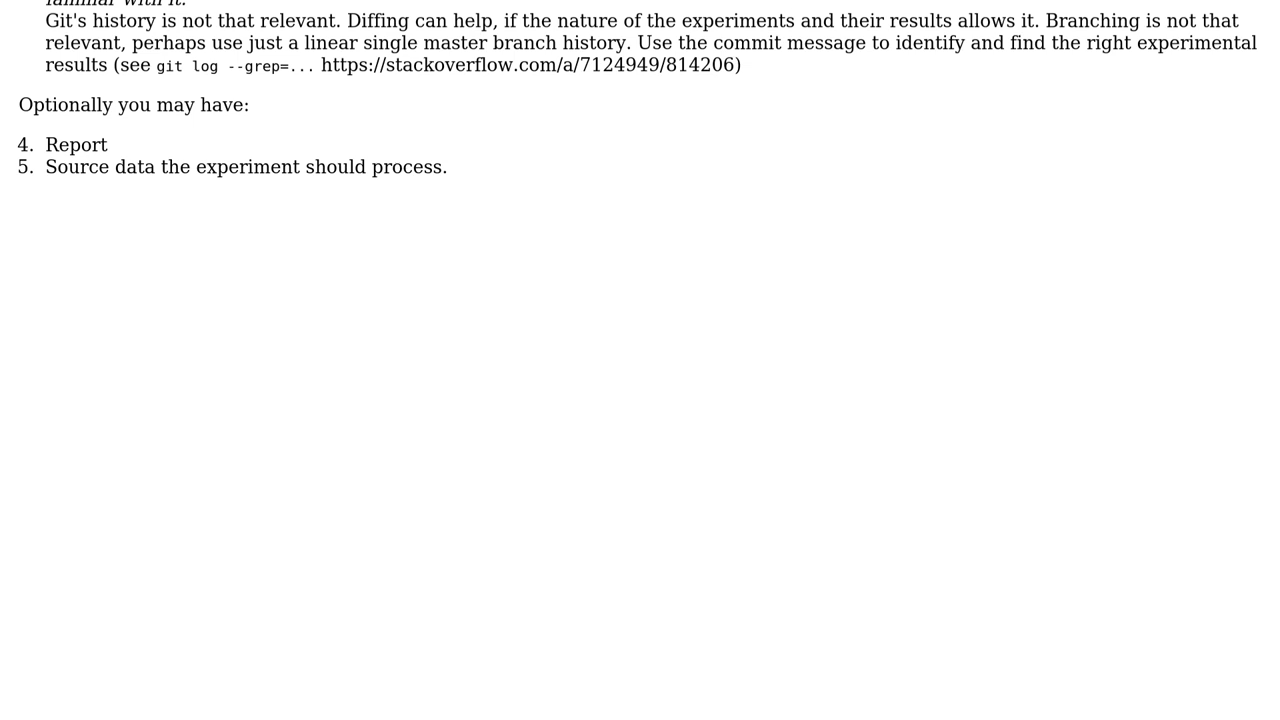 familiar with it.
Git's history is not that relevant. Diffing can help, if the nature of the experiments and their results allows it. Branching is not that
relevant, perhaps use just a linear single master branch history. Use the commit message to identify and find the right experimental
results (see git log --grep=... https://stackoverflow.com/a/7124949/814206)
Optionally you may have:
4. Report
5. Source data the experiment should process.